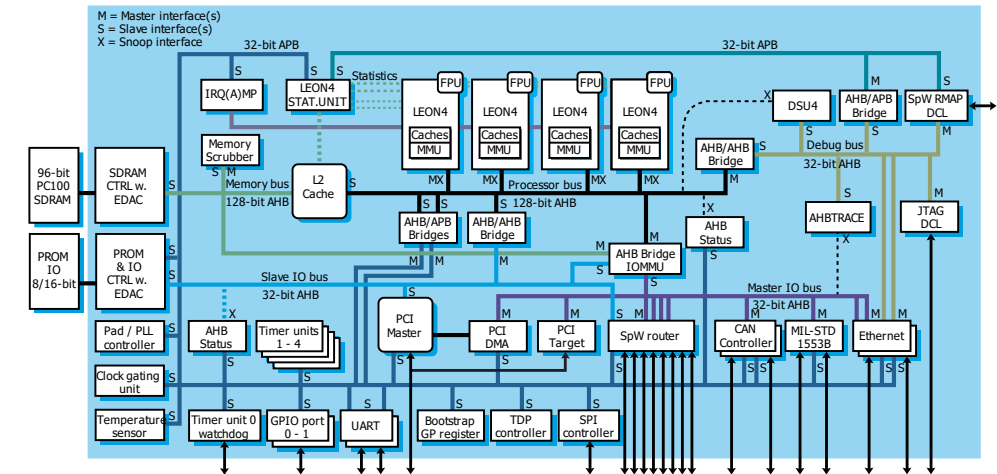 M = Master interface(s)
S = Slave interface(s)
X = Snoop interface
32-bit APB
32-bit APB
S
S
S
M
S
IRQ(A)MP
LEON4
STAT.UNIT
Statistics
FPU
LEON4
Caches
MMU
MX
FPU
LEON4
Caches
MMU
MX
FPU
LEON4
Caches
MMU
MX
FPU
LEON4
Caches
MMU
MX
X
DSU4
S
AHB/APB
Bridge
S
SpW RMAP
DCL
M
Memory
Scrubber
S
M
AHB/AHB
Bridge
S
M
Debug bus
32-bit AHB
96-bit
PC100
SDRAM
SDRAM
CTRL w.
EDAC
S
Memory bus
128-bit AHB
L2
Cache
S
Processor bus
128-bit AHB
S
S
AHB/APB
Bridges
M
M
S
AHB/AHB
Bridge
M
X
AHB
Status
S
S
AHBTRACE
X
M
JTAG
DCL
PROM
IO
8/16-bit
PROM
& IO
CTRL w.
EDAC
S
S
M
M
AHB Bridge
IOMMU
S
S
Slave IO bus
32-bit AHB
Master IO bus
32-bit AHB
Pad / PLL
controller
S
X
AHB
Status
S
Timer units
1 - 4
S
S
PCI
Master
S
M
PCI
DMA
S
M
PCI
Target
S
M
SpW router
S
S
M
CAN
Controller
S
S
M
MIL-STD
1553B
S
M
M
Ethernet
S
S
Clock gating
unit
S
Temperature
sensor
S
S
Timer unit 0
watchdog
S
GPIO port
0 - 1
S
S
UART
S
Bootstrap
GP register
S
TDP
controller
S
SPI
controller